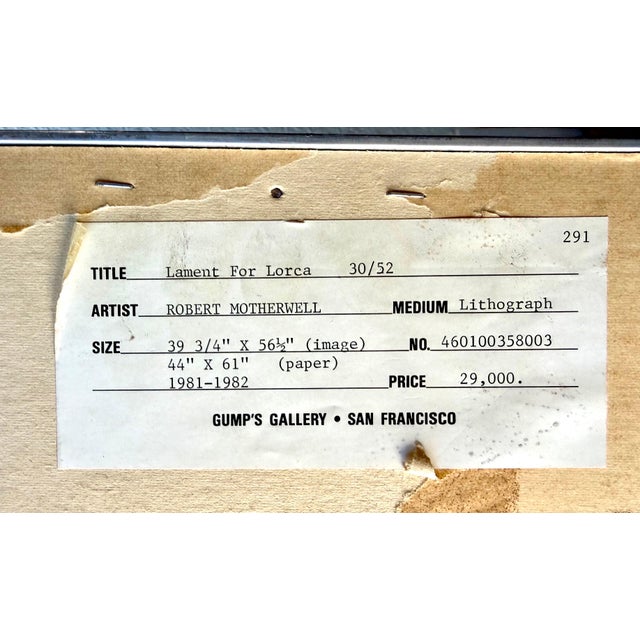 291
TITLE Lament For Lorca 30/52
ARTIST ROBERT MOTHERWELL MEDIUM Lithograph
SIZE 39 3/4" X 56½" (image) NO. 460100358003
44" X 61" (paper)
1981-1982 PRICE 29,000.
GUMP'S GALLERY • SAN FRANCISCO